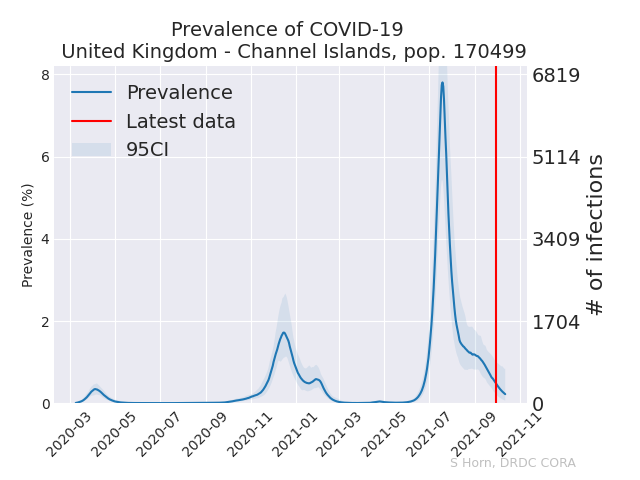 Prevalence of COVID-19
United Kingdom - Channel Islands, pop. 170499
Prevalence (%)
8
6
4
2
0
Prevalence
Latest data
95CI
6819
5114
3409
1704
0
# of infections
2020-03
2020-05
2020-07
2020-09
2020-11
2021-01
2021-03
2021-05
2021-07
2021-09
2021-11
S Horn, DRDC CORA